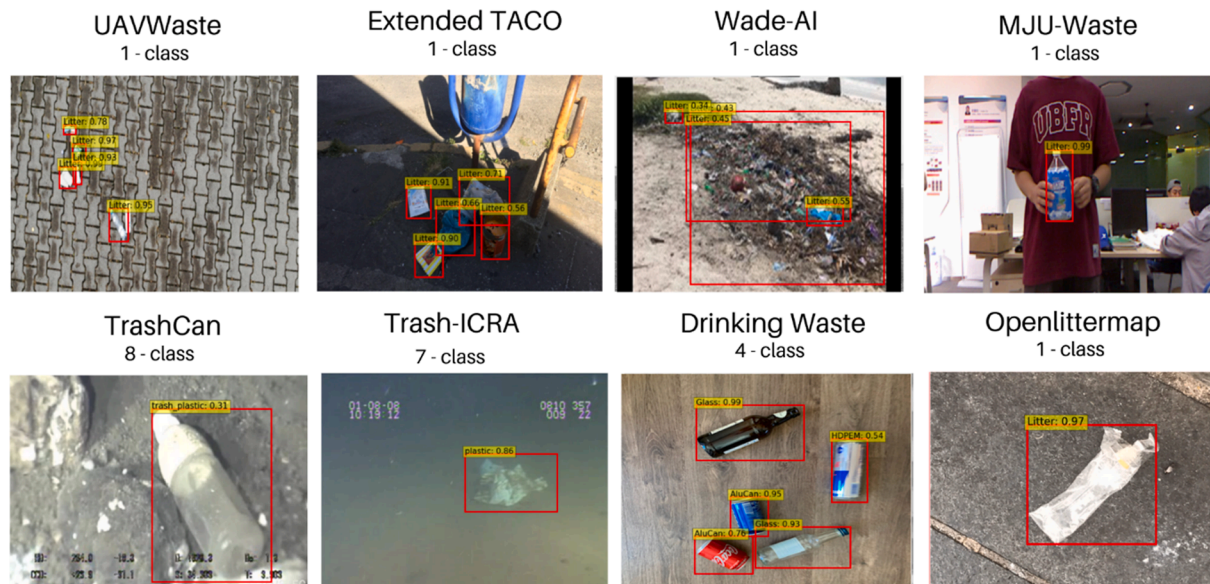 UAVWaste
1 - class
Extended TACO
1 - class
Wade-AI
1 - class
MJU-Waste
1 - class
Litter: 0.78
Litter: 0.97
Litter: 0.93
Litter: 0.95
Litter: 0.71
Litter: 0.91
Litter: 0.66
Litter: 0.56
Litter: 0.90
Litter: 0.34
0.43
Litter: 0.45
Litter: 0.55
UBFR
Litter: 0.99
TrashCan
8 - class
Trash-ICRA
7 - class
Drinking Waste
4 - class
Openlittermap
1 - class
trash_plastic: 0.31
01-08-08
10:19:12
0810 357
009 22
plastic: 0.86
Glass: 0.99
HDPEM: 0.54
AluCan: 0.95
Glass: 0.93
AluCan: 0.76
Litter: 0.97